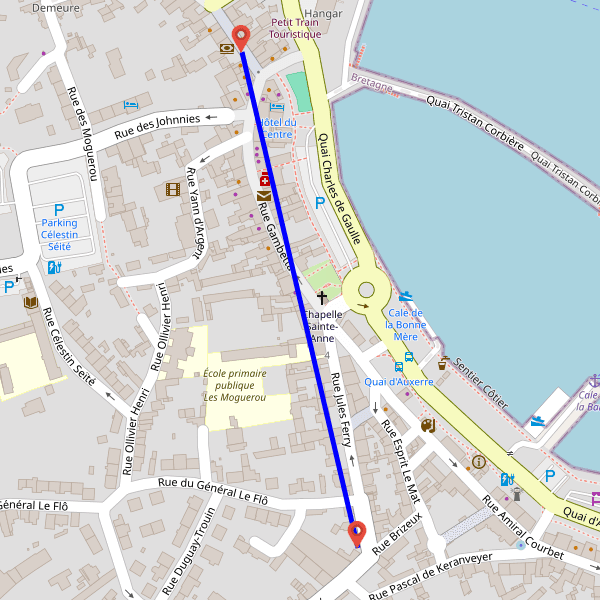 Demeure
Hangar
Petit Train
Touristique
Bretagne
Quai Tristan Corbière
Quai Tristan Cor
Rue des Moguerou
Rue des Johnnies
Hôtel du
Centre
Quai Charles de Gaulle
P
Rue Yann d'Argent
P
Parking
Célestin
Séité
Rue Gambetta
P
Rue Célestin Seité
Rue Ollivier Henri
Chapelle
Sainte-
Anne
4
Cale de
la Bonne
Mère
Sentier Côtier
Quai d'Auxerre
Cale
la Ba
École primaire
publique
Les Moguerou
Rue Jules Ferry
Rue Ollivier Henri
Rue Esprit Le Mat
P
Rue du Général Le Flô
Général Le Flô
Rue Amiral Courbet
Quai d'A
Rue Duguay-Trouin
Rue Brizeux
Rue Pascal de Keranveyer